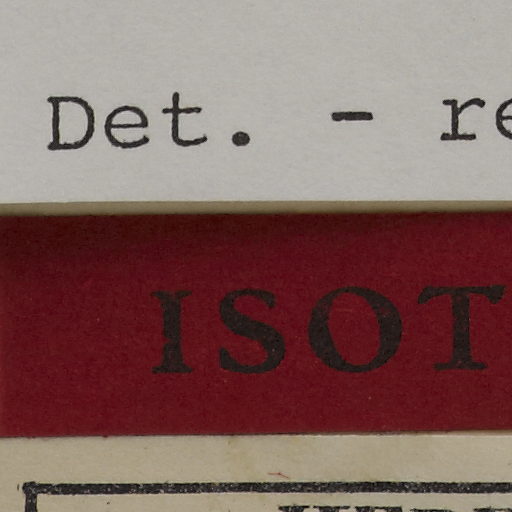 Det. - re
ISOT